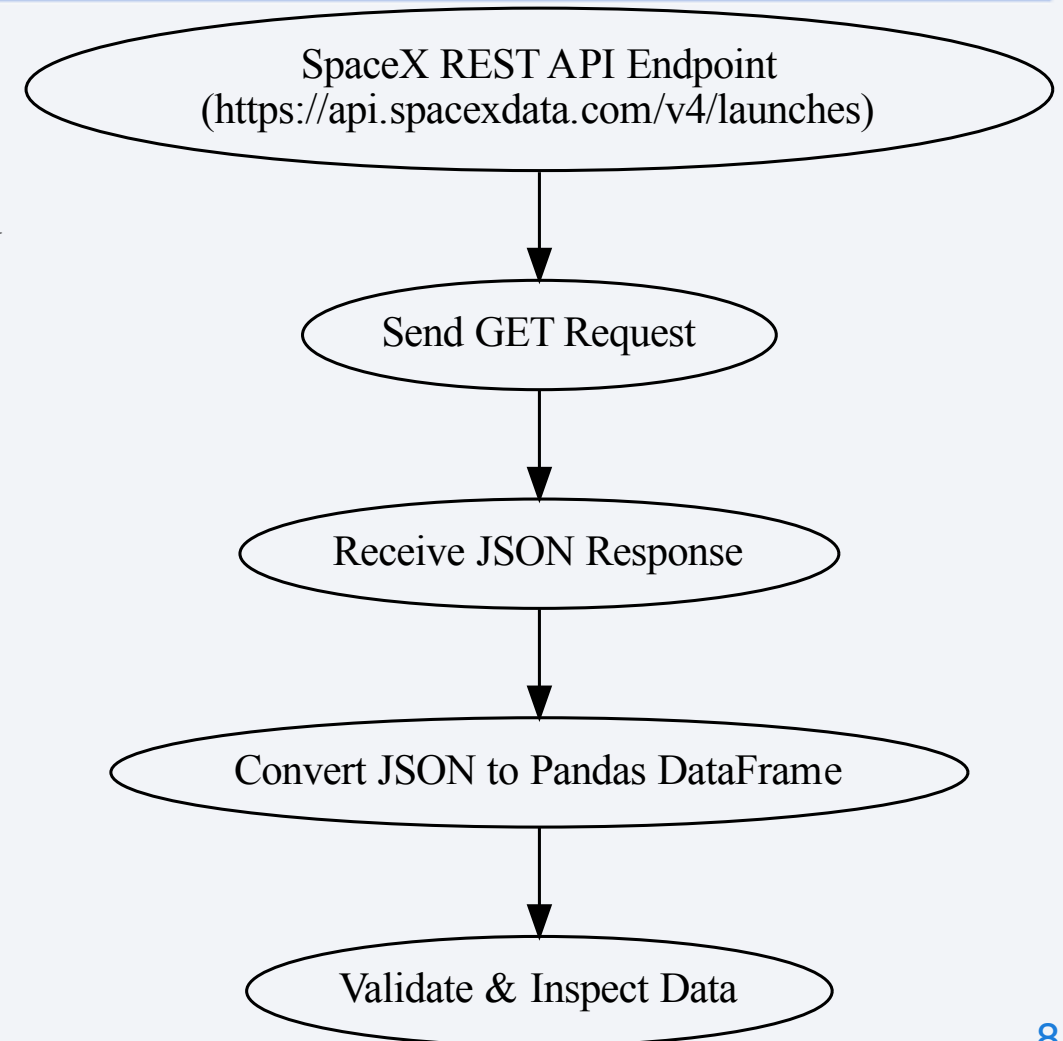 SpaceX REST API Endpoint
(https://api.spacexdata.com/v4/launches)
Send GET Request
Receive JSON Response
Convert JSON to Pandas DataFrame
Validate & Inspect Data
8